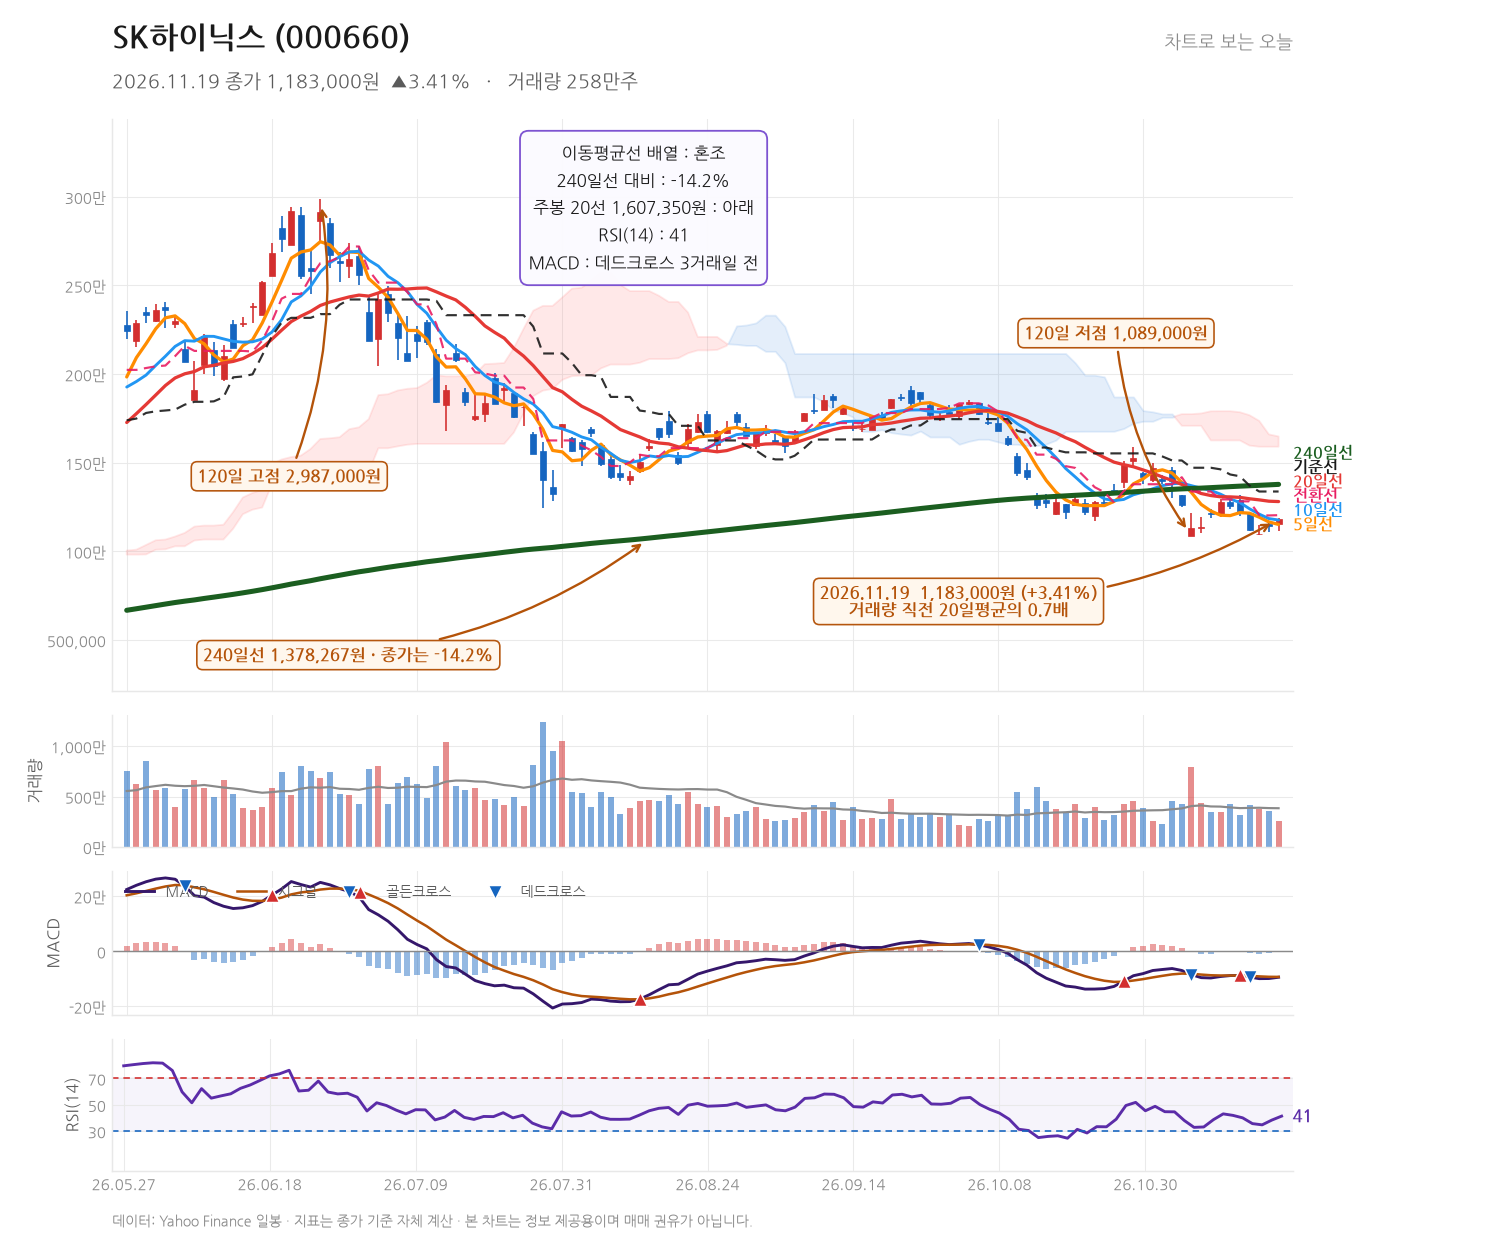 SK하이닉스 (000660)
차트로 보는 오늘
2026.11.19 종가 1,183,000원 ▲3.41% · 거래량 258만주
이동평균선 배열 : 혼조
240일선 대비 : -14.2%
주봉 20선 1,607,350원 : 아래
RSI(14) : 41
MACD : 데드크로스 3거래일 전
300만
250만
200만
150만
100만
500,000
120일 저점 1,089,000원
120일 고점 2,987,000원
240일선
기준선
20일선
전환선
10일선
5일선
2026.11.19 1,183,000원 (+3.41%)
거래량 직전 20일평균의 0.7배
240일선 1,378,267원 · 종가는 -14.2%
거래량
1,000만
500만
0만
MACD
20만
0
-20만
MACD
시그널
골든크로스
데드크로스
RSI(14)
70
50
30
41
26.05.27
26.06.18
26.07.09
26.07.31
26.08.24
26.09.14
26.10.08
26.10.30
데이터: Yahoo Finance 일봉 · 지표는 종가 기준 자체 계산 · 본 차트는 정보 제공용이며 매매 권유가 아닙니다.